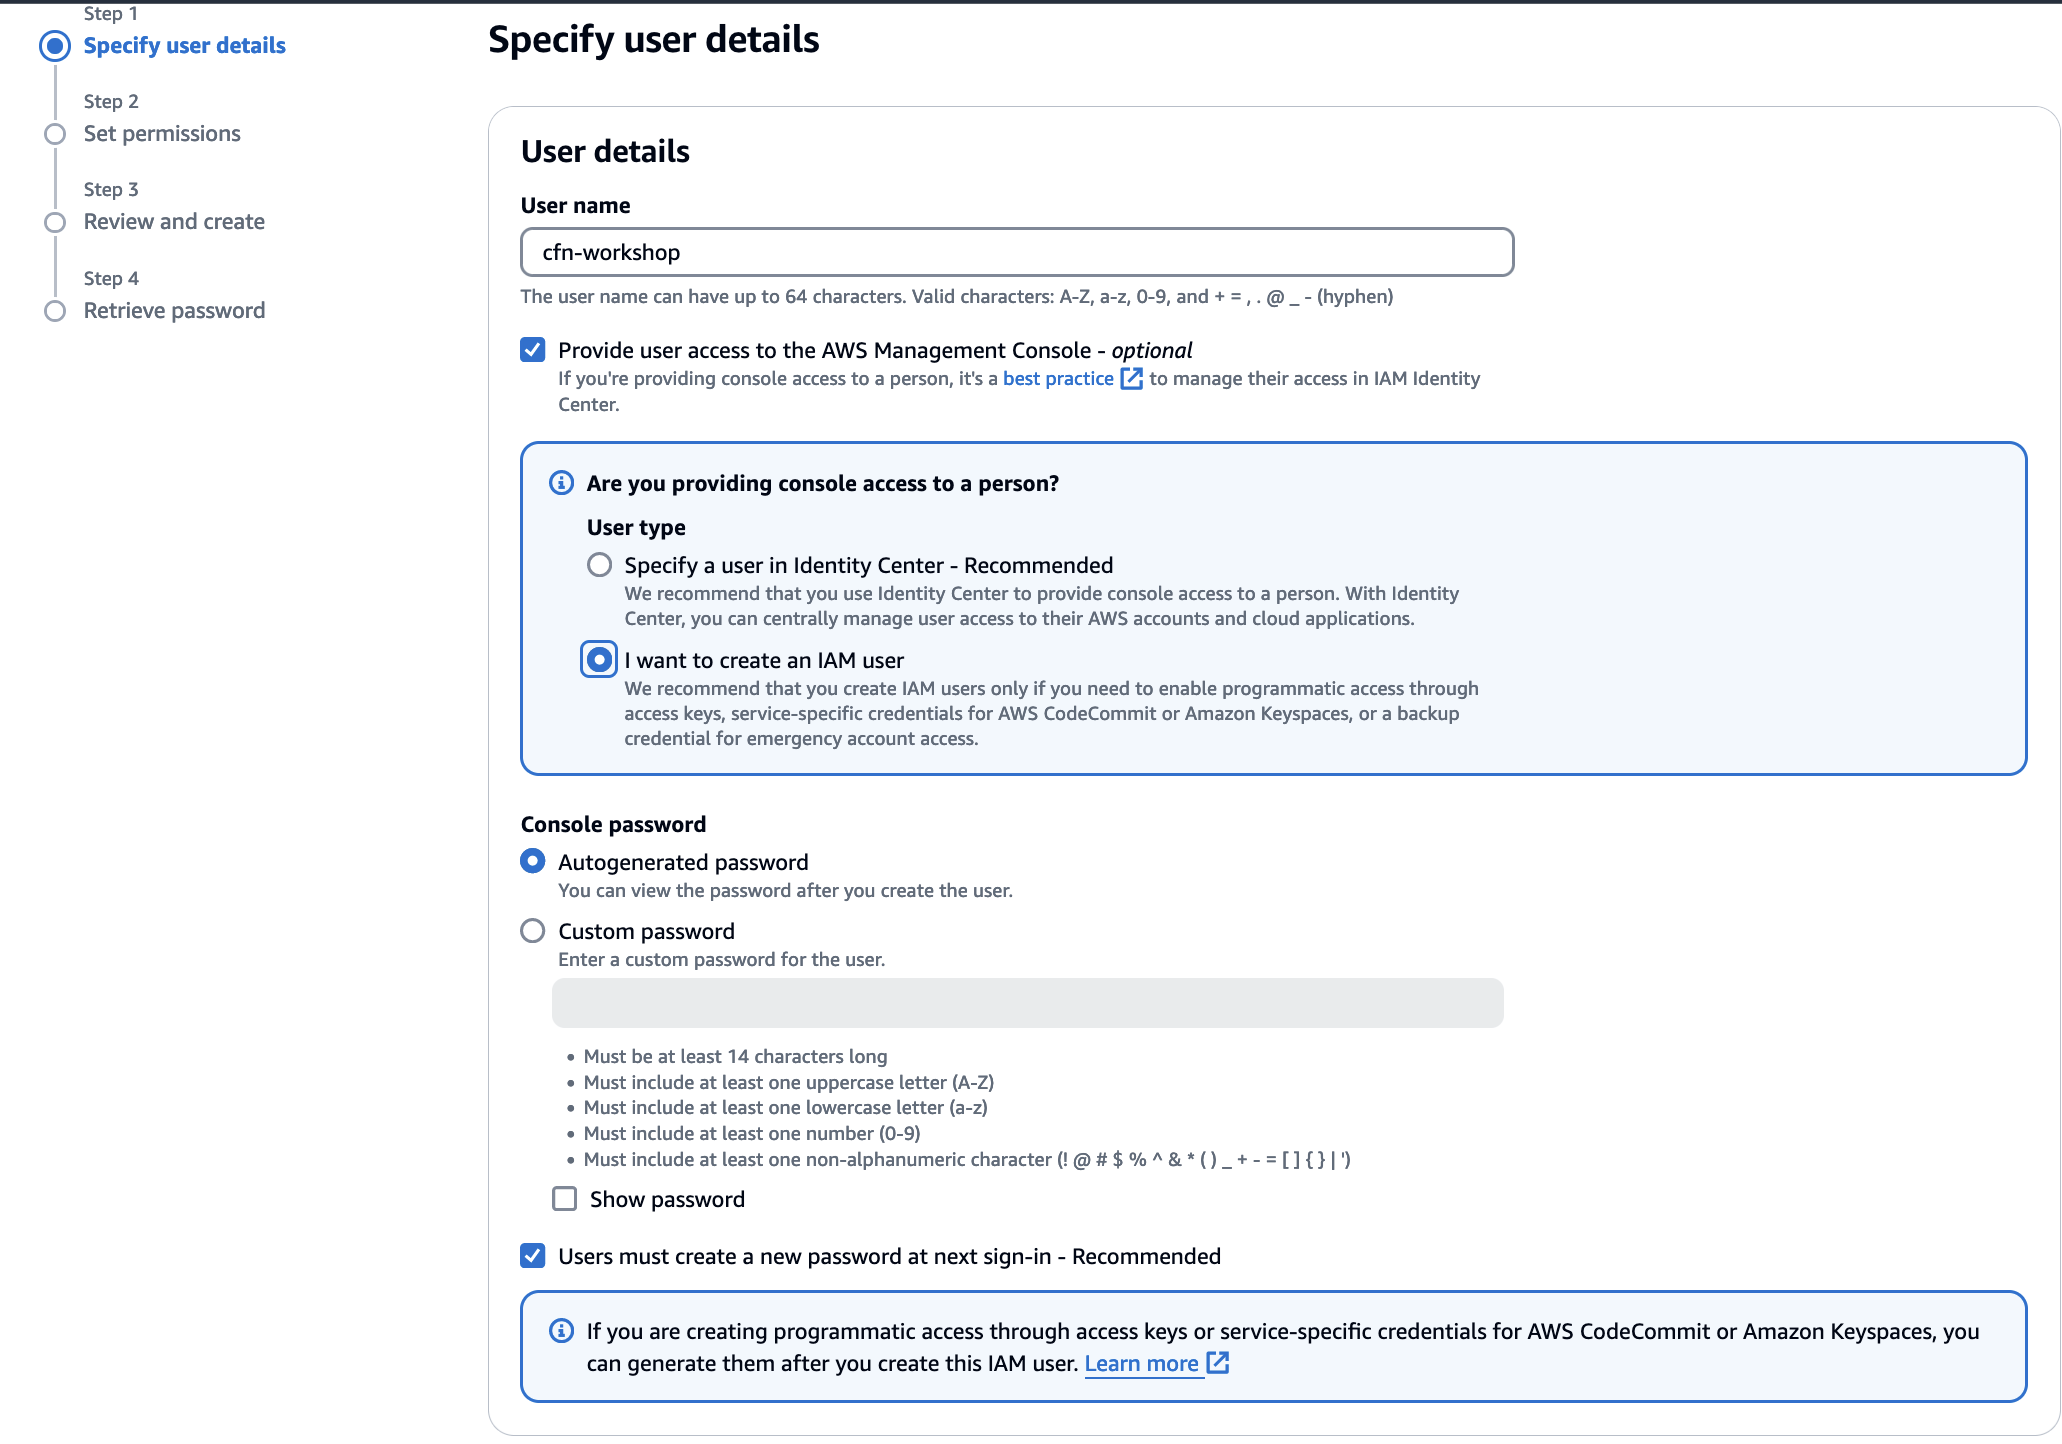 Step 1
Specify user details
Step 2
Set permissions
Step 3
Review and create
Step 4
Retrieve password
Specify user details
User details
User name
cfn-workshop
The user name can have up to 64 characters. Valid characters: A-Z, a-z, 0-9, and + = , . @ _ - (hyphen)
Provide user access to the AWS Management Console - optional
If you're providing console access to a person, it's a best practice to manage their access in IAM Identity
Center.
Are you providing console access to a person?
User type
Specify a user in Identity Center - Recommended
We recommend that you use Identity Center to provide console access to a person. With Identity
Center, you can centrally manage user access to their AWS accounts and cloud applications.
I want to create an IAM user
We recommend that you create IAM users only if you need to enable programmatic access through
access keys, service-specific credentials for AWS CodeCommit or Amazon Keyspaces, or a backup
credential for emergency account access.
Console password
Autogenerated password
You can view the password after you create the user.
Custom password
Enter a custom password for the user.
• Must be at least 14 characters long
• Must include at least one uppercase letter (A-Z)
• Must include at least one lowercase letter (a-z)
• Must include at least one number (0-9)
• Must include at least one non-alphanumeric character (! @ # $ % ^ & * ( ) _ + - = [ ] { } | ')
Show password
Users must create a new password at next sign-in - Recommended
If you are creating programmatic access through access keys or service-specific credentials for AWS CodeCommit or Amazon Keyspaces, you
can generate them after you create this IAM user. Learn more